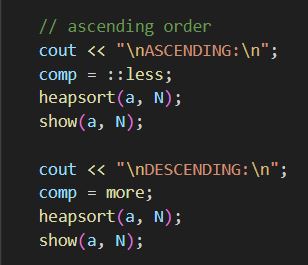 // ascending order
cout << "\nASCENDING:\n";
comp = ::less;
heapsort(a, N);
show(a, N);
cout << "\nDESCENDING:\n";
comp = more;
heapsort(a, N);
show(a, N);